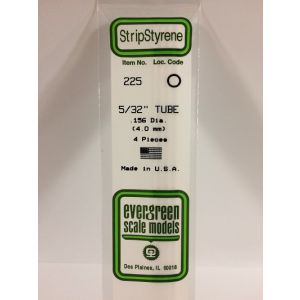 StripStyrene
Item No. Loc. Code
225
5/32" TUBE
.156 Dia.
(4.0 mm)
4 Pieces
Made in U.S.A.
evergreen
scale models
Des Plaines, IL 60018